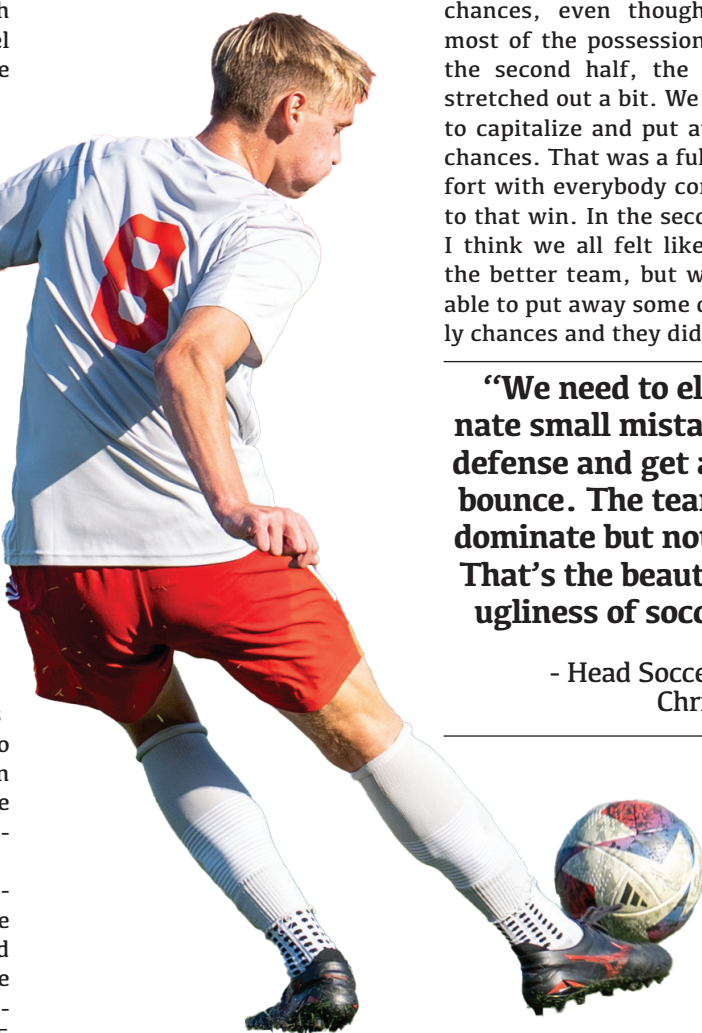 h
el
e
o
n
e
-
-
e
d
e
-
chances, even though
most of the possession
the second half, the
stretched out a bit. We
to capitalize and put a
chances. That was a ful
fort with everybody co
to that win. In the seco
I think we all felt like
the better team, but w
able to put away some
ly chances and they did
“We need to el
nate small mista
defense and get
bounce. The tea
dominate but not
That’s the beaut
ugliness of socc
- Head Socce
Chr
8